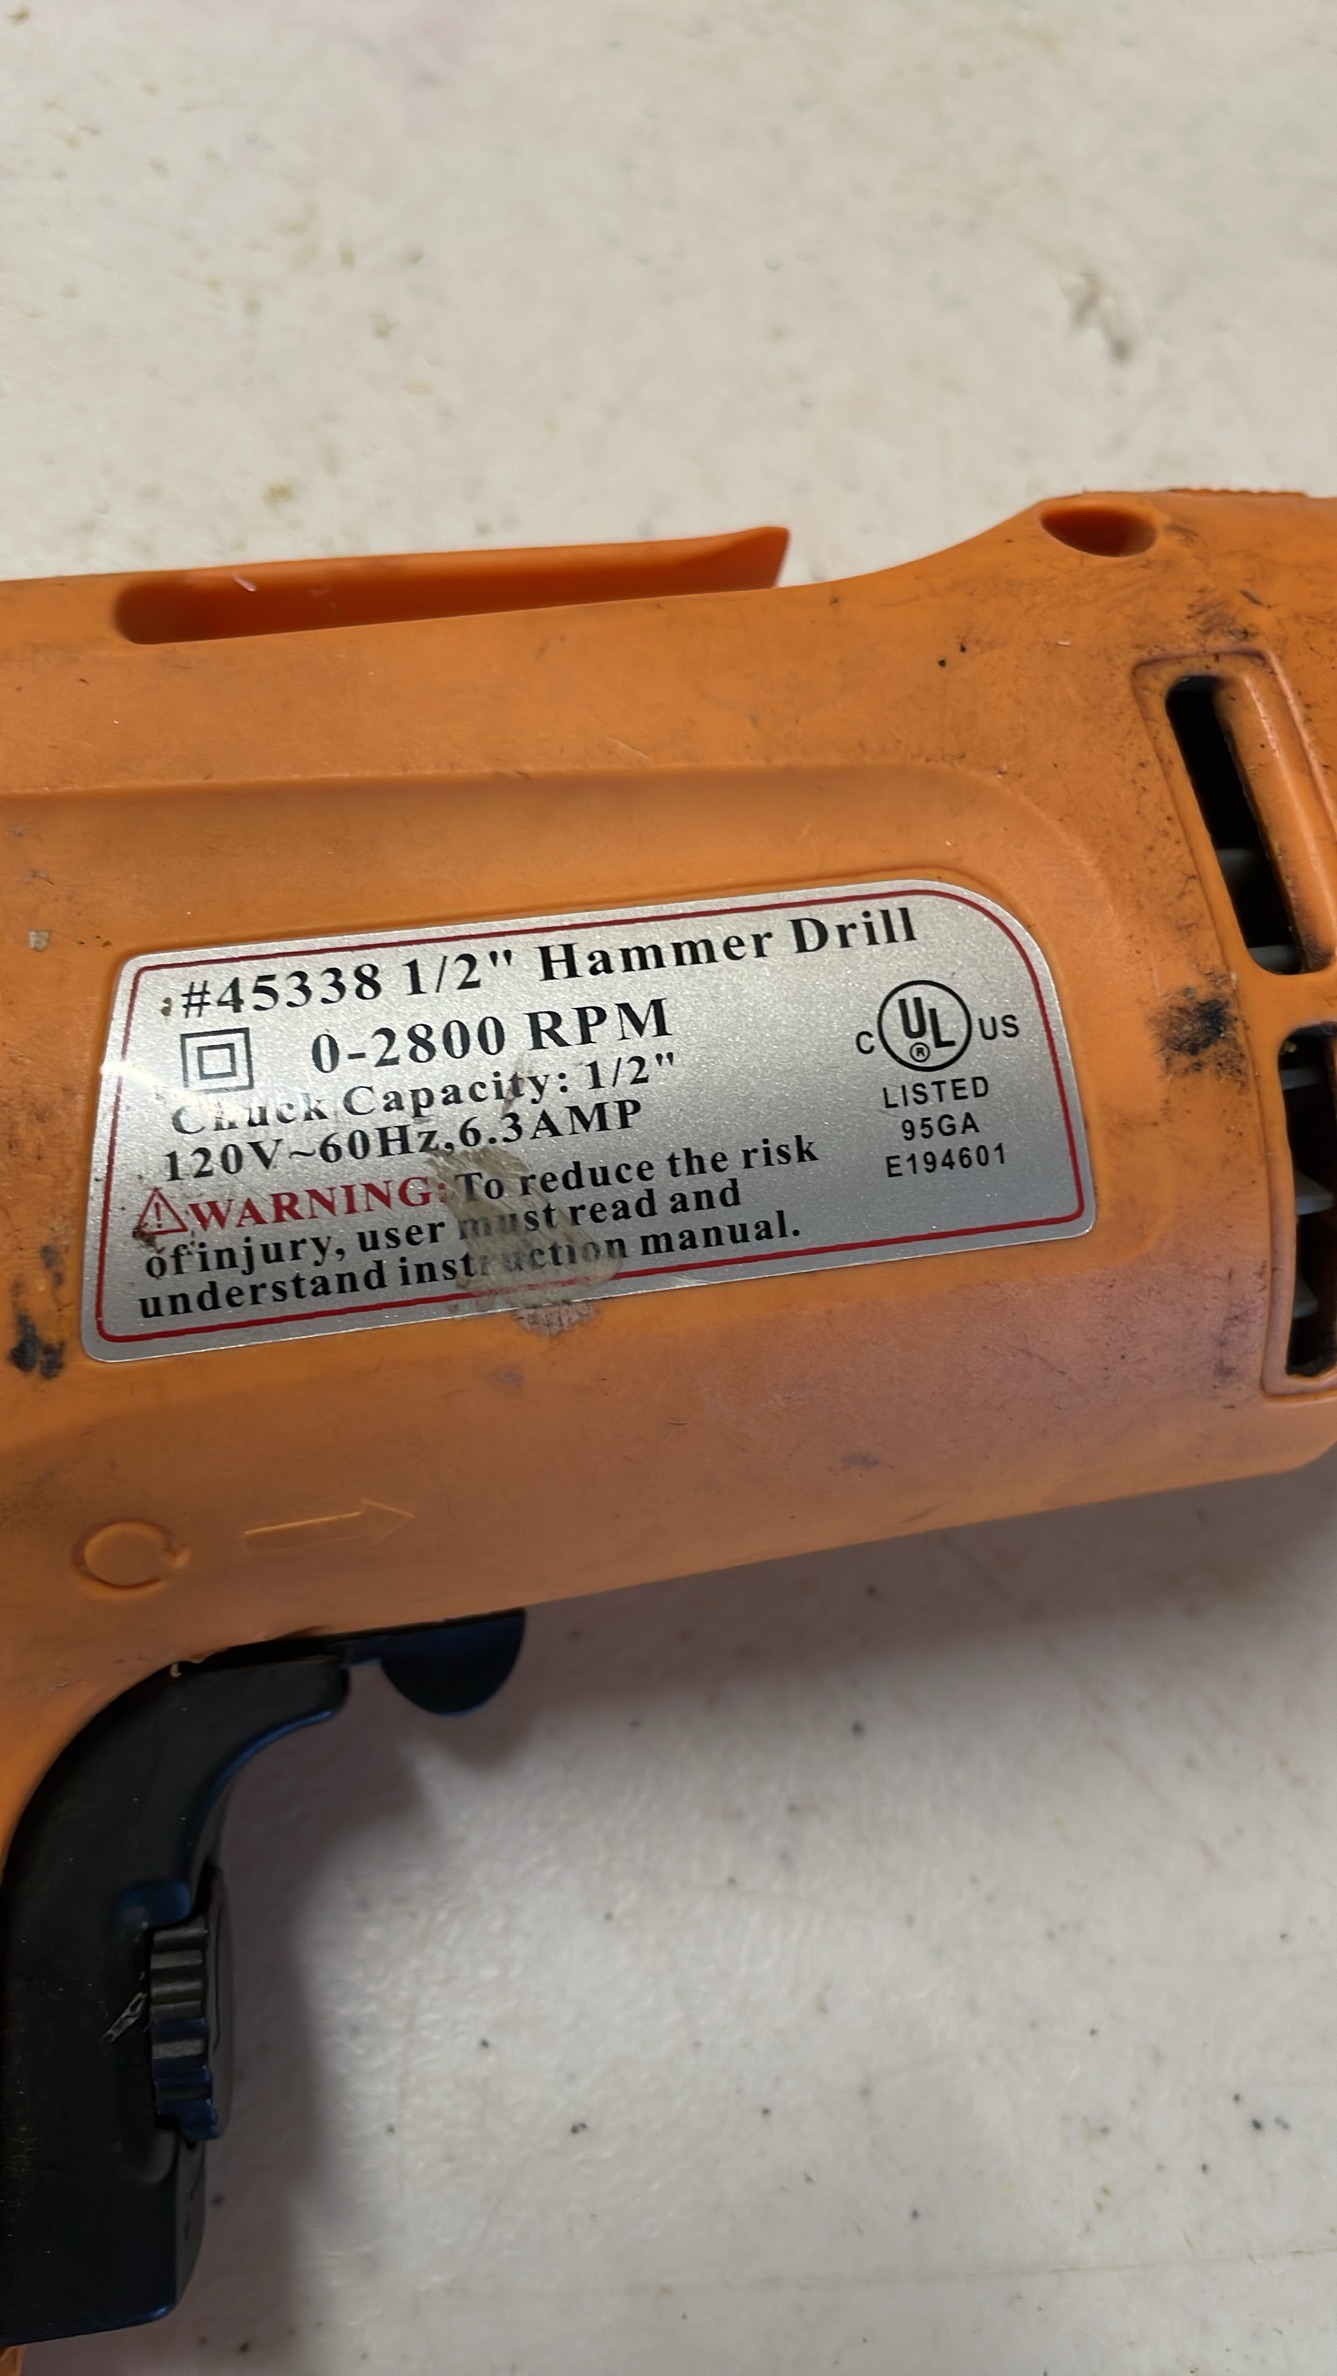 #45338 1/2" Hammer Drill
0-2800 RPM
Chuck Capacity: 1/2"
120V~60Hz,6.3AMP
WARNING: To reduce the risk
of injury, user must read and
understand instruction manual.
C UL ® US
LISTED
95GA
E194601